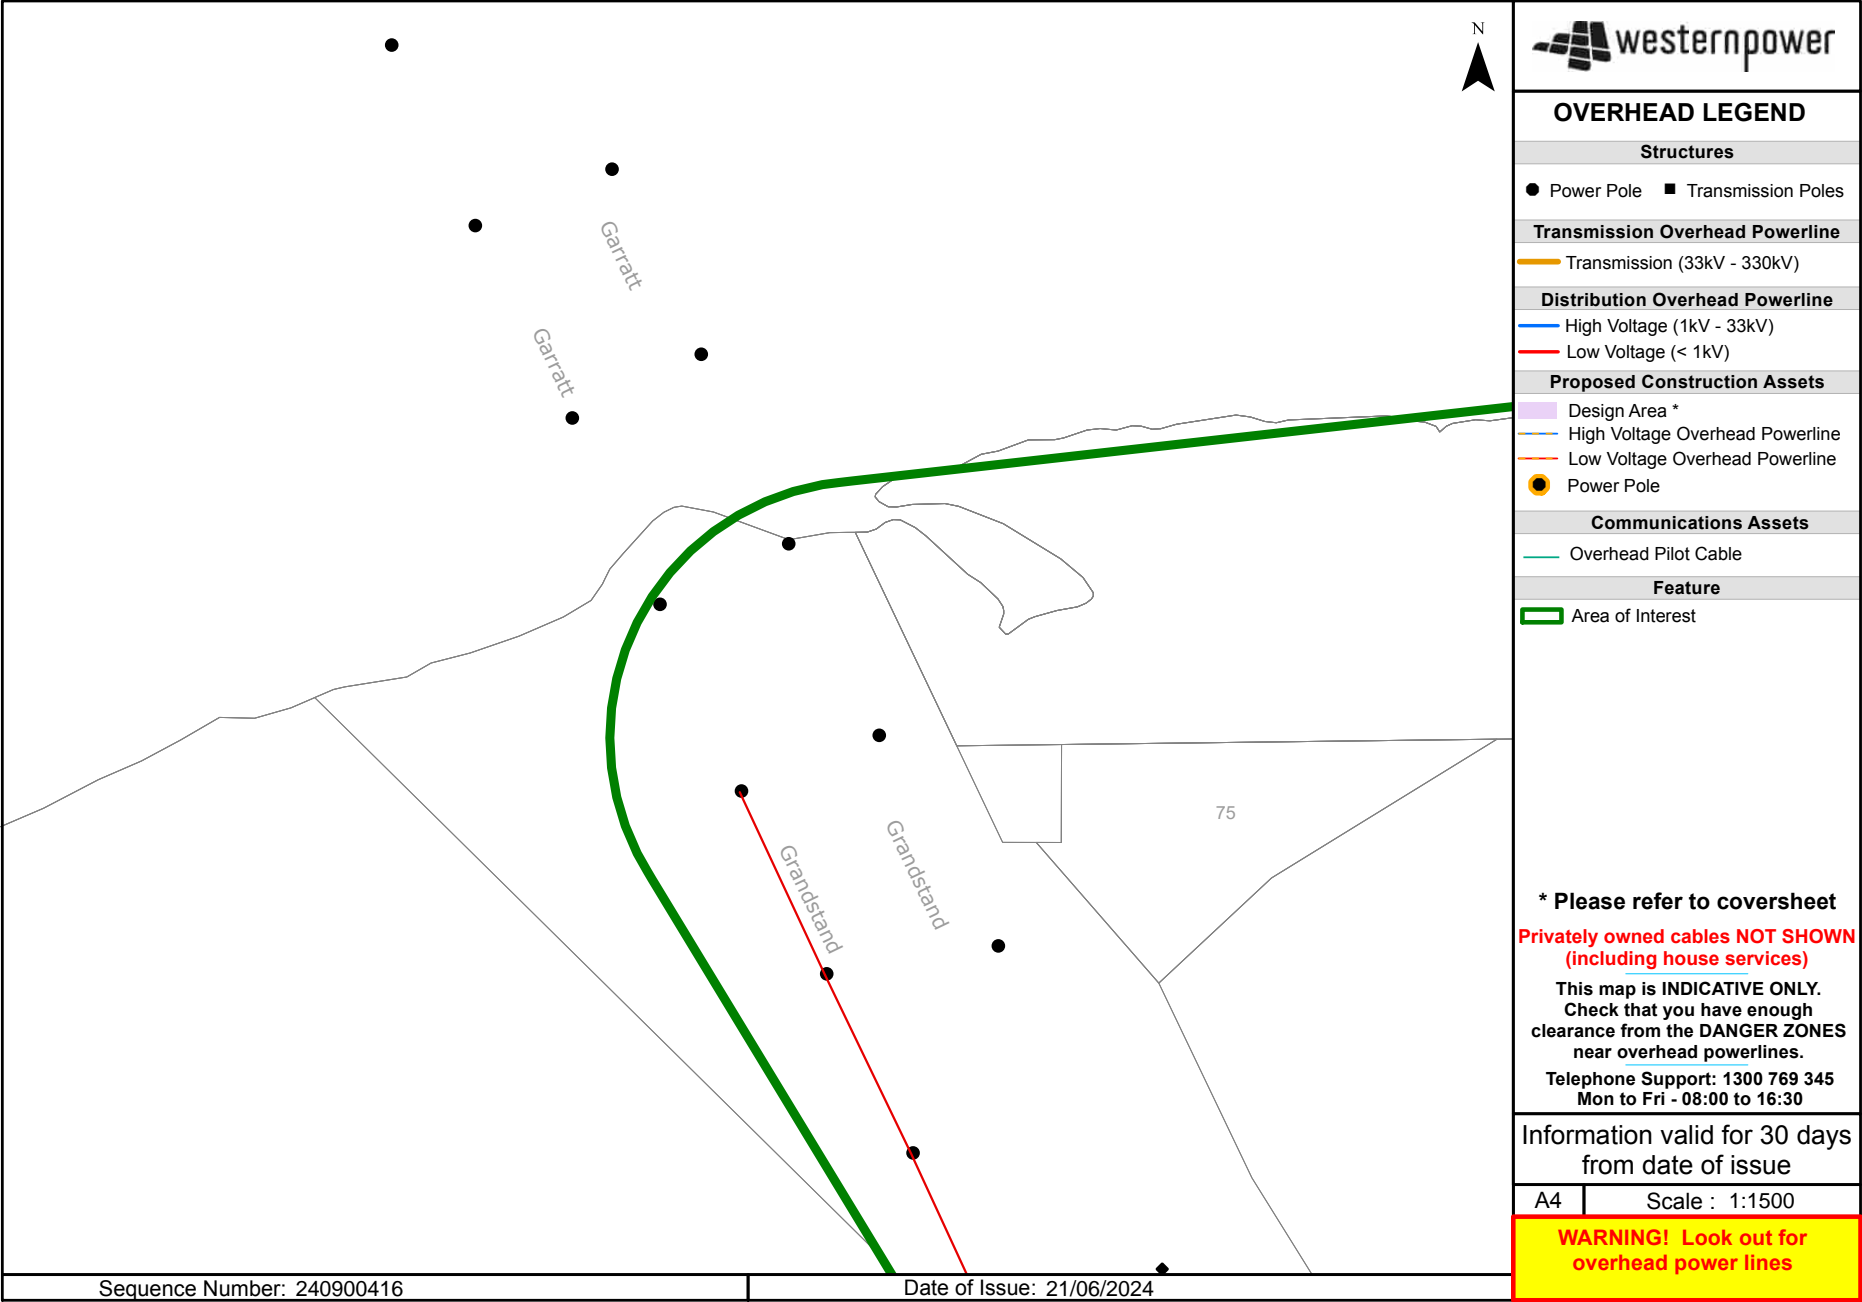 N
Garratt
Garratt
Grandstand
Grandstand
75
westernpower
OVERHEAD LEGEND
Structures
Power Pole Transmission Poles
Transmission Overhead Powerline
Transmission (33kV - 330kV)
Distribution Overhead Powerline
High Voltage (1kV - 33kV)
Low Voltage (< 1kV)
Proposed Construction Assets
Design Area *
High Voltage Overhead Powerline
Low Voltage Overhead Powerline
Power Pole
Communications Assets
Overhead Pilot Cable
Feature
Area of Interest
* Please refer to coversheet
Privately owned cables NOT SHOWN
(including house services)
This map is INDICATIVE ONLY.
Check that you have enough
clearance from the DANGER ZONES
near overhead powerlines.
Telephone Support: 1300 769 345
Mon to Fri - 08:00 to 16:30
Information valid for 30 days
from date of issue
A4 Scale : 1:1500
WARNING! Look out for
overhead power lines
Sequence Number: 240900416 Date of Issue: 21/06/2024